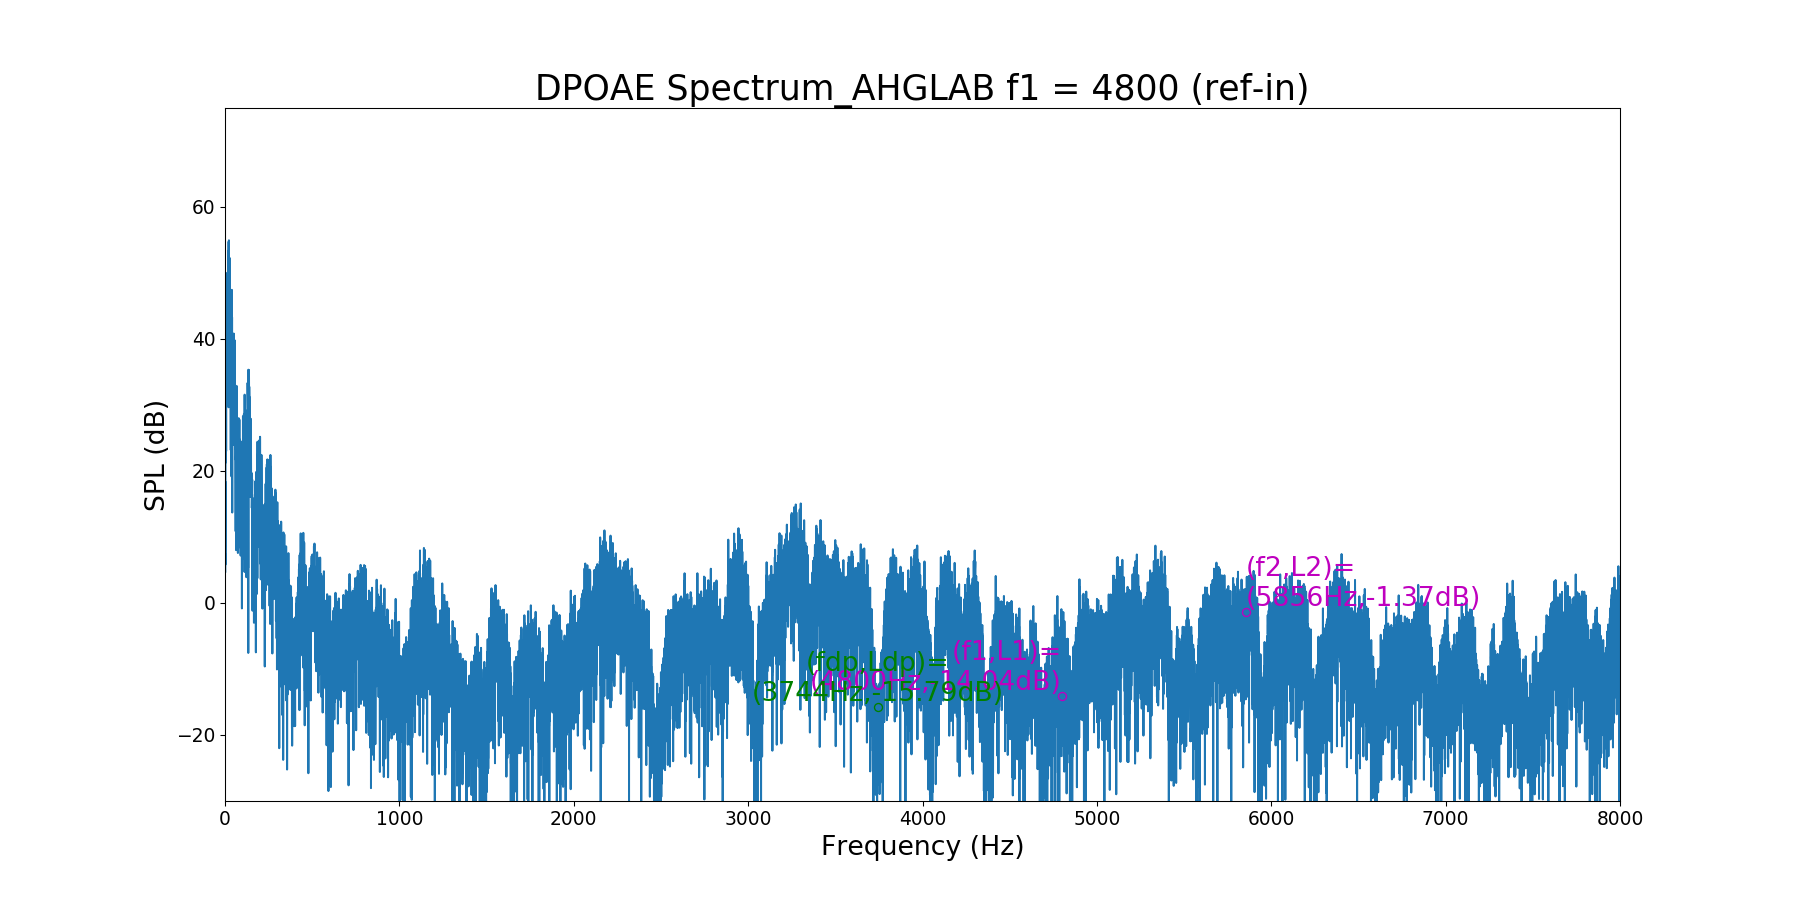 DPOAE Spectrum_AHGLAB f1 = 4800 (ref-in)
SPL (dB)
60
40
20
0
−20
(f2,L2)=
(5856Hz,-1.37dB)
(f1,L1)=
(4800Hz,-14.04dB)
(fdp,Ldp)=
(3744Hz,-15.79dB)
0
1000
2000
3000
4000
5000
6000
7000
8000
Frequency (Hz)